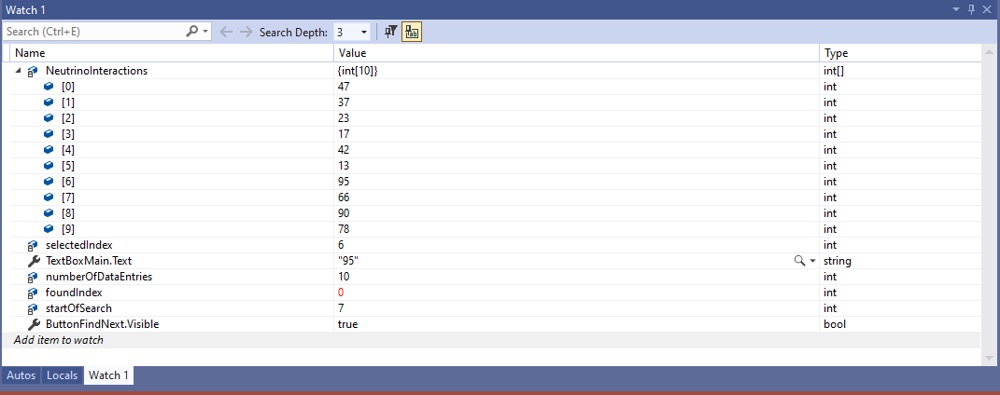 Watch 1
Search (Ctrl+E) Search Depth: 3
Name Value Type
NeutrinoInteractions {int[10]} int[]
[0] 47 int
[1] 37 int
[2] 23 int
[3] 17 int
[4] 42 int
[5] 13 int
[6] 95 int
[7] 66 int
[8] 90 int
[9] 78 int
selectedIndex 6 int
TextBoxMain.Text "95" string
numberOfDataEntries 10 int
foundIndex 0 int
startOfSearch 7 int
ButtonFindNext.Visible true bool
Add item to watch
Autos Locals Watch 1